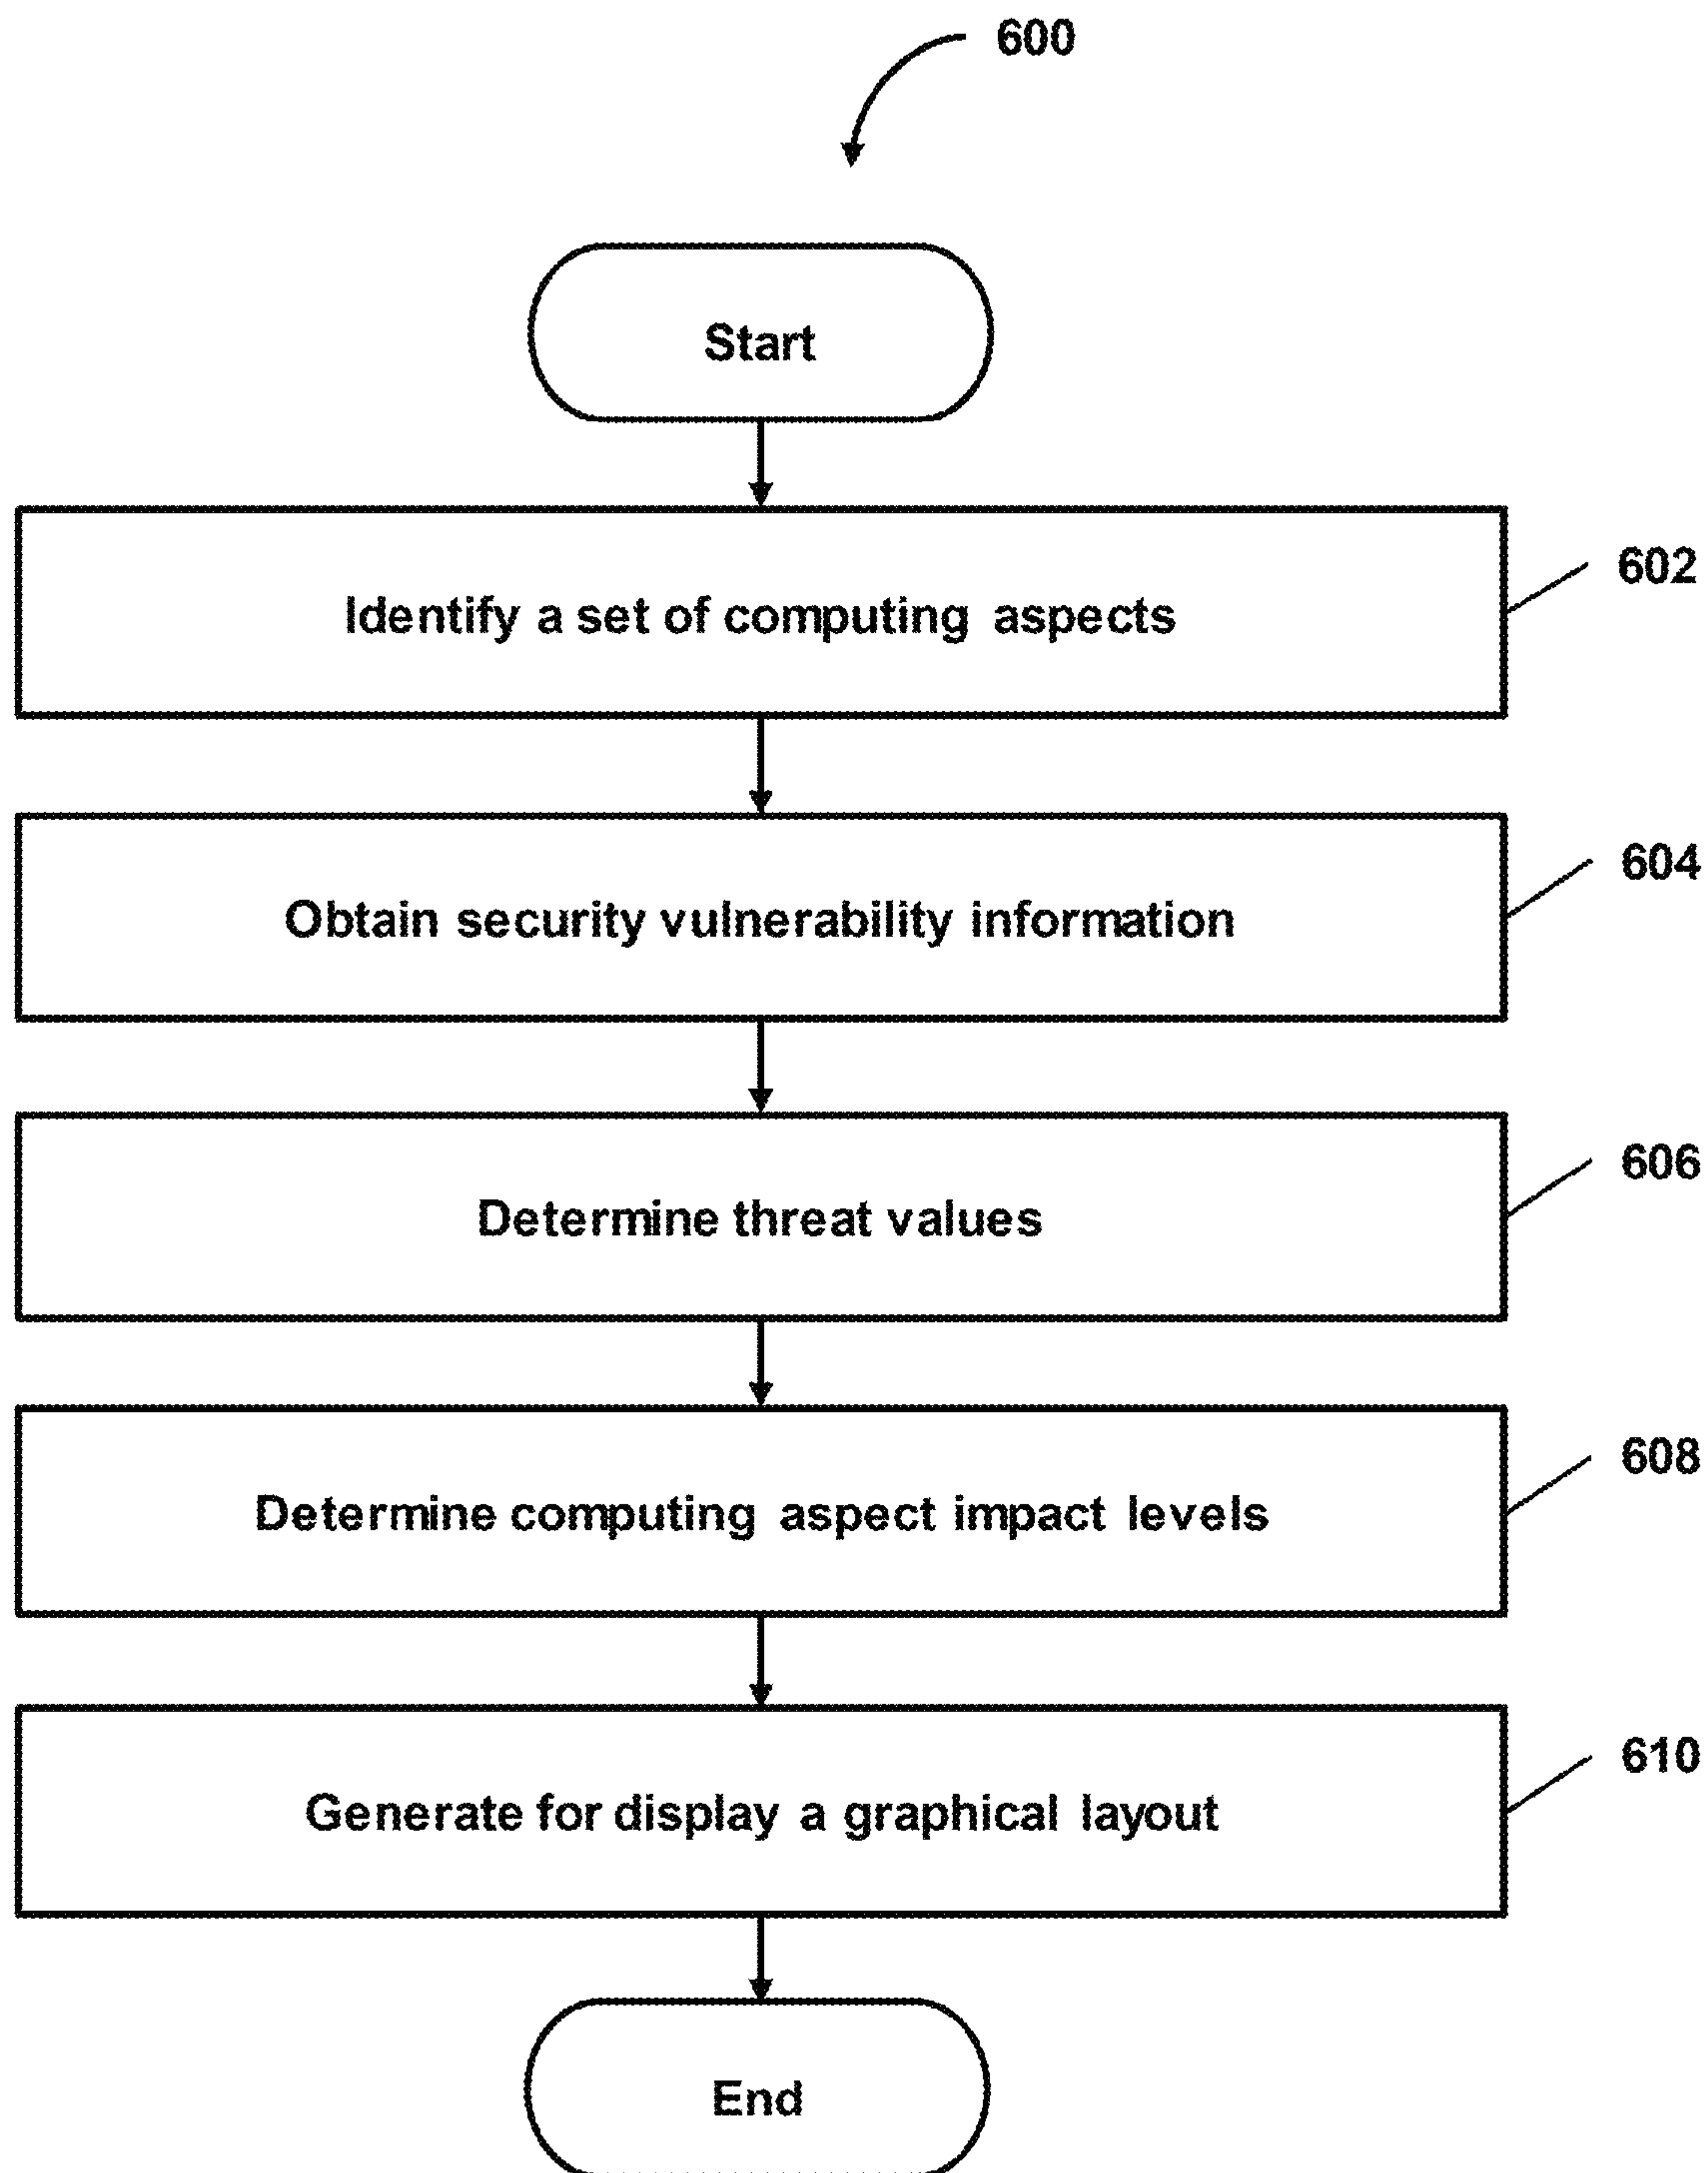 600
Start
Identify a set of computing aspects
602
Obtain security vulnerability information
604
Determine threat values
606
Determine computing aspect impact levels
608
Generate for display a graphical layout
610
End